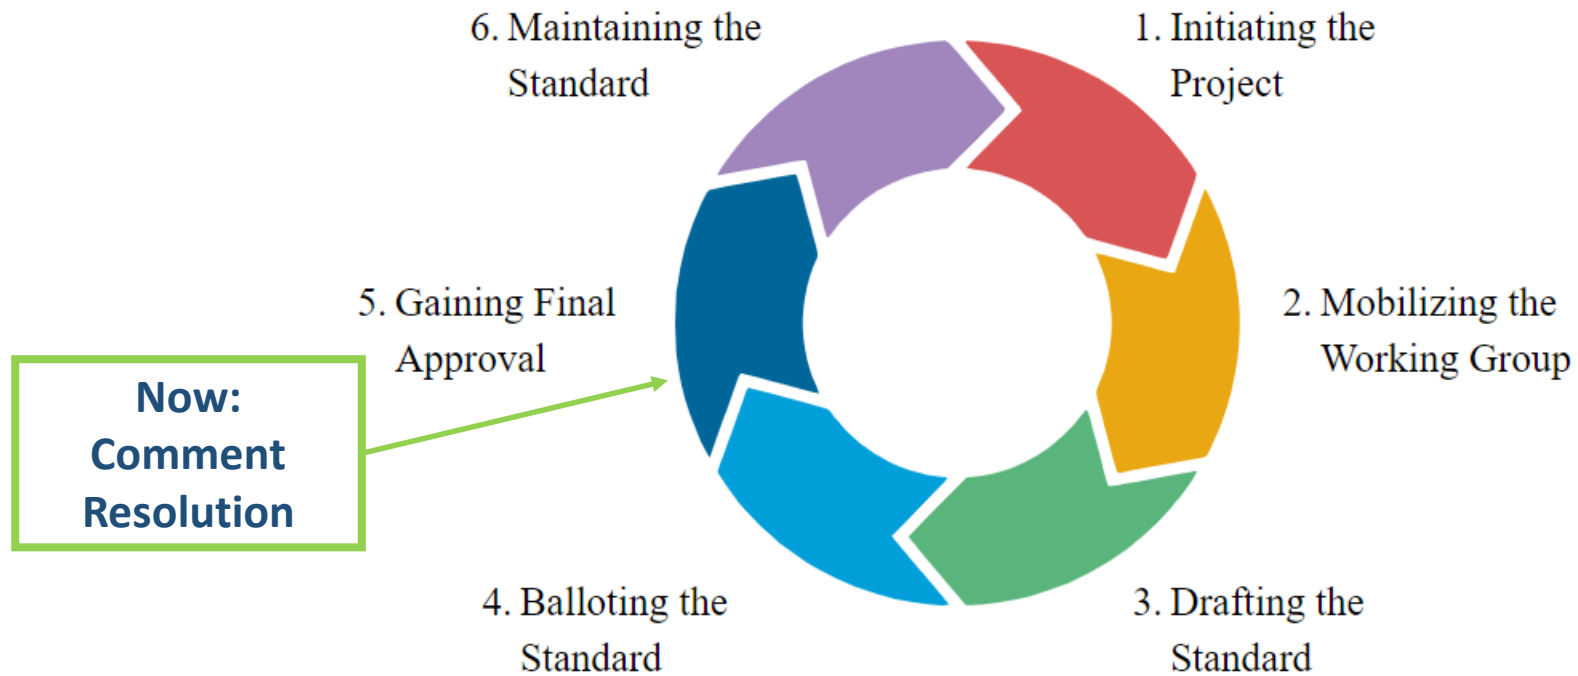 6. Maintaining the
Standard
1. Initiating the
Project
2. Mobilizing the
Working Group
3. Drafting the
Standard
4. Balloting the
Standard
5. Gaining Final
Approval
Now:
Comment
Resolution